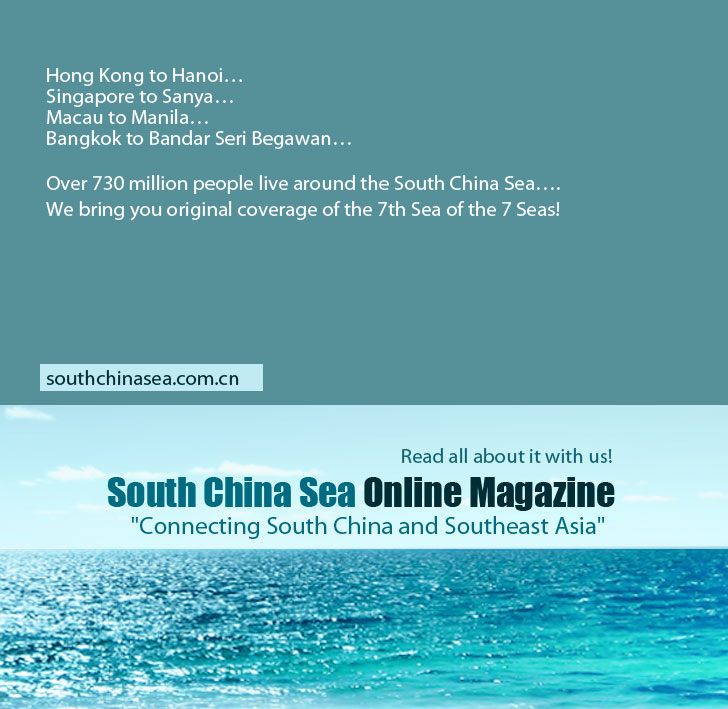 Hong Kong to Hanoi…
Singapore to Sanya…
Macau to Manila…
Bangkok to Bandar Seri Begawan…
Over 730 million people live around the South China Sea….
We bring you original coverage of the 7th Sea of the 7 Seas!
southchinasea.com.cn
Read all about it with us!
South China Sea Online Magazine
"Connecting South China and Southeast Asia"